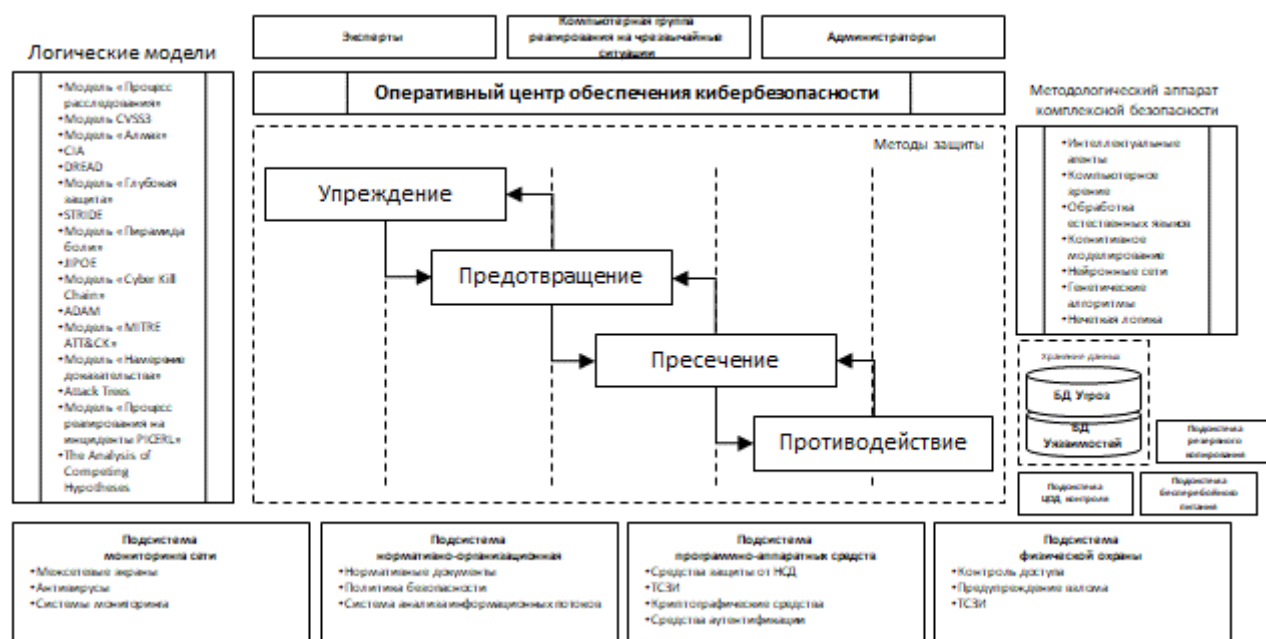 Эксперты
Компьютерная группа
реагирования на чрезвычайные
ситуации
Администраторы
Логические модели
•Модель «Процесс
расследования»
•Модель CVSS3
•Модель «Алмаз»
•CIA
•DREAD
•Модель «Глубокая
защита»
•STRIDE
•Модель «Пирамида
боли»
•JIPOE
•Модель «Cyber Kill
Chain»
•ADAM
•Модель «MITRE
ATT&CK»
•Модель «Намерение
доказательства»
•Attack Trees
•Модель «Процесс
реагирования на
инциденты PICERL»
•The Analysis of
Competing
Hypotheses
Оперативный центр обеспечения кибербезопасности
Методы защиты
Упреждение
Предотвращение
Пресечение
Противодействие
Методологический аппарат
комплексной безопасности
•Интеллектуальные
агенты
•Компьютерное
зрение
•Обработка
естественных языков
•Когнитивное
моделирование
•Нейронные сети
•Генетические
алгоритмы
•Нечеткая логика
Хранение данных
БД Угроз
БД
Уязвимостей
Подсистема
резервного
копирования
Подсистема
ЦОД контроля
Подсистема
бесперебойного
питания
Подсистема
мониторинга сети
•Межсетевые экраны
•Антивирусы
•Системы мониторинга
Подсистема
нормативно-организационная
•Нормативные документы
•Политика безопасности
•Система анализа информационных потоков
Подсистема
программно-аппаратных средств
•Средства защиты от НСД
•ТСЗИ
•Криптографические средства
•Средства аутентификации
Подсистема
физической охраны
•Контроль доступа
•Предупреждение взлома
•ТСЗИ